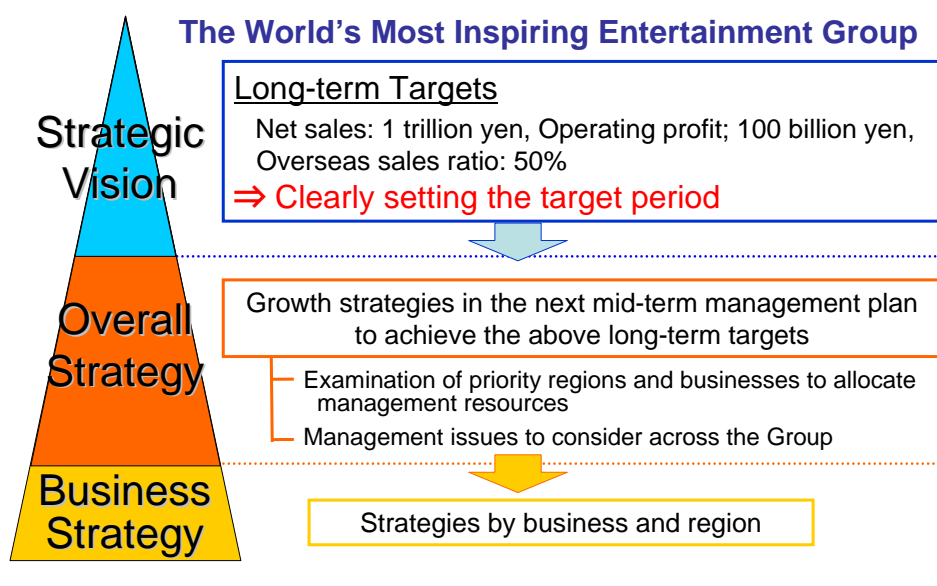 The World's Most Inspiring Entertainment Group
Strategic
Vision
Long-term Targets
Net sales: 1 trillion yen, Operating profit; 100 billion yen,
Overseas sales ratio: 50%
⇒ Clearly setting the target period
Overall
Strategy
Growth strategies in the next mid-term management plan
to achieve the above long-term targets
Examination of priority regions and businesses to allocate
management resources
Management issues to consider across the Group
Business
Strategy
Strategies by business and region